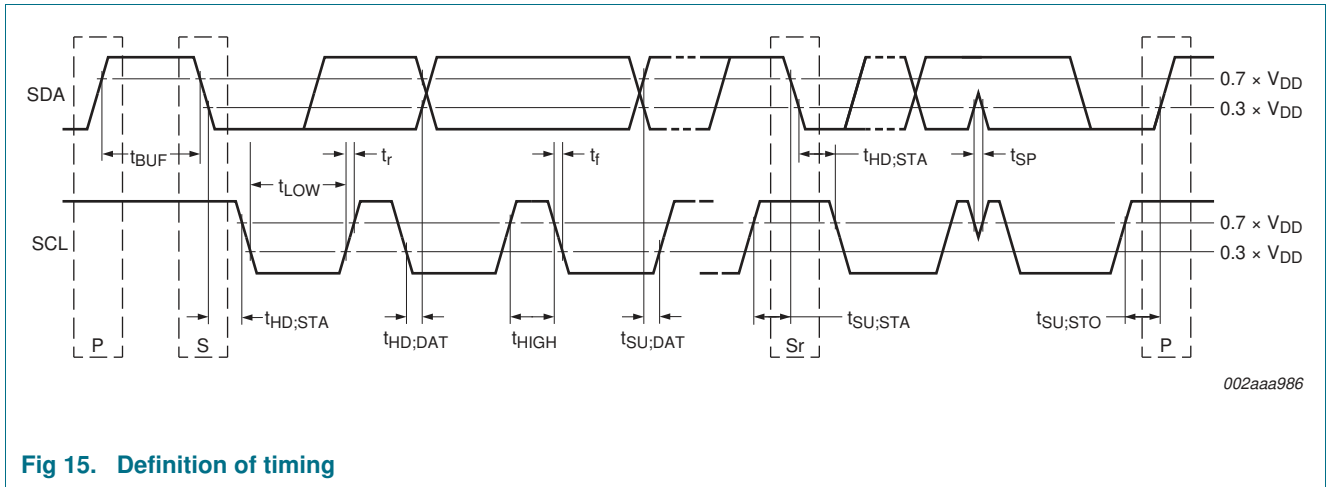 SDA
0.7 × VDD
0.3 × VDD
tBUF
tr
tf
tHD;STA
tSP
tLOW
SCL
0.7 × VDD
0.3 × VDD
tHD;STA
tHD;DAT
tHIGH
tSU;DAT
tSU;STA
tSU;STO
P
S
Sr
P
002aaa986
Fig 15. Definition of timing